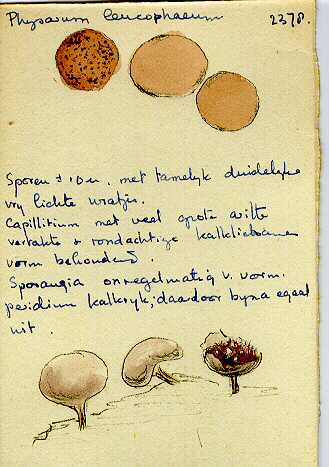 Physarum leucophaeum 2378.
Sporen ± 10 u. met tamelyk duidelyke
vry lichte wratjes.
Capillitium met veel grote witte
vertakte & rondachtige kalklichamen
vorm behoudend.
Sporangia onregelmatig v. vorm.
peridium kalkryk, daardoor byna egaal
wit.